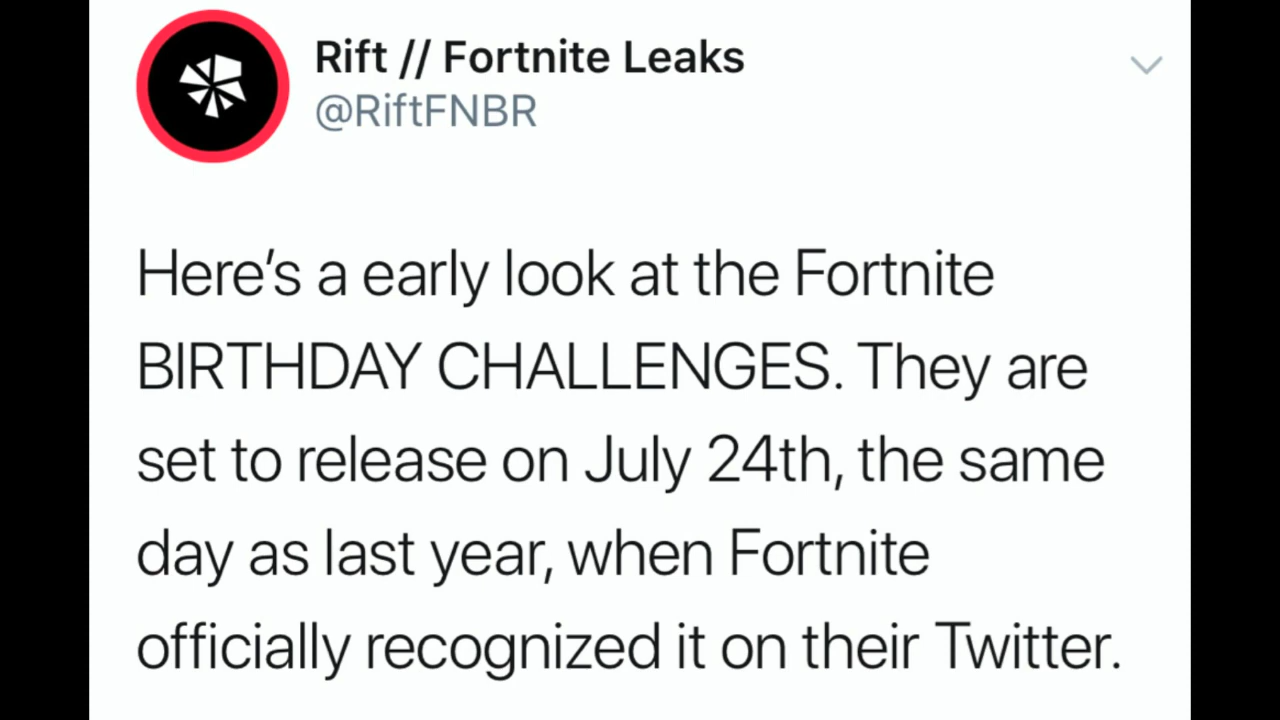 Rift // Fortnite Leaks
@RiftFNBR
Here’s a early look at the Fortnite
BIRTHDAY CHALLENGES. They are
set to release on July 24th, the same
day as last year, when Fortnite
officially recognized it on their Twitter.